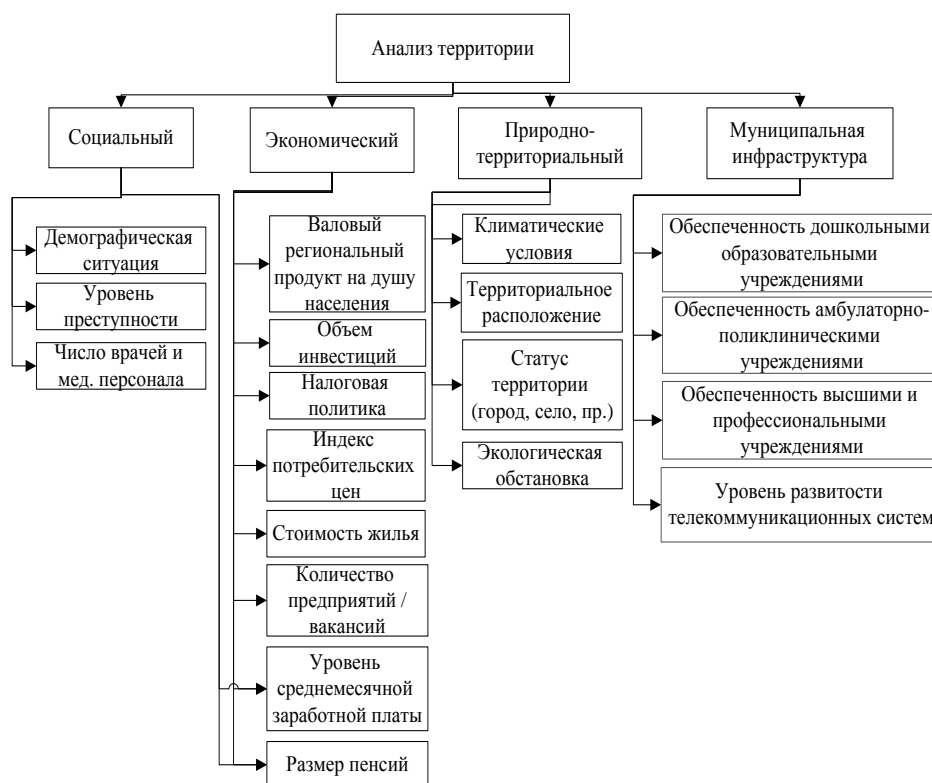 Анализ территории
Социальный
Экономический
Природно-
территориальный
Муниципальная
инфраструктура
Демографическая
ситуация
Уровень
преступности
Число врачей и
мед. персонала
Валовый
региональный
продукт на душу
населения
Объем
инвестиций
Налоговая
политика
Индекс
потребительских
цен
Стоимость жилья
Количество
предприятий /
вакансий
Уровень
среднемесячной
заработной платы
Размер пенсий
Климатические
условия
Территориальное
расположение
Статус
территории
(город, село, пр.)
Экологическая
обстановка
Обеспеченность дошкольными
образовательными
учреждениями
Обеспеченность амбулаторно-
поликлиническими
учреждениями
Обеспеченность высшими и
профессиональными
учреждениями
Уровень развитости
телекоммуникационных систем